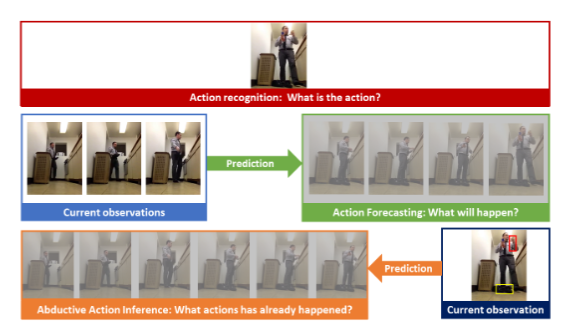 Action recognition: What is the action?
Prediction
Current observations
Action Forecasting: What will happen?
Prediction
Abductive Action Inference: What actions has already happened?
Current observation